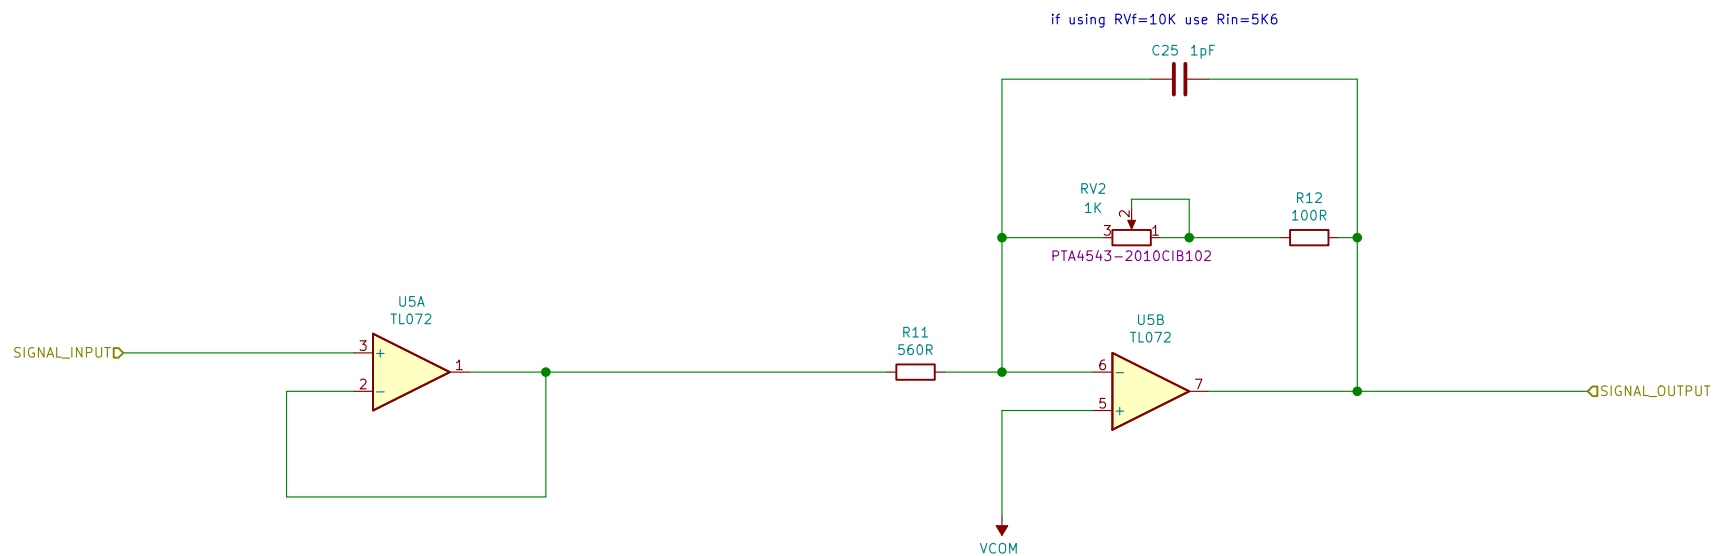 if using RVf=10K use Rin=5K6
C25 1pF
RV2
1K
2
3
1
PTA4543-2010CIB102
R12
100R
U5A
TL072
SIGNAL_INPUT
3
+
2
−
1
R11
560R
U5B
TL072
6
−
5
+
7
SIGNAL_OUTPUT
VCOM